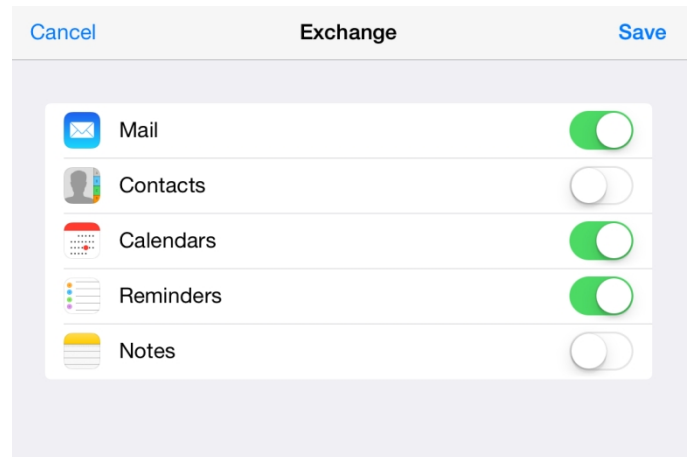 Cancel Exchange Save
Mail
Contacts
Calendars
Reminders
Notes